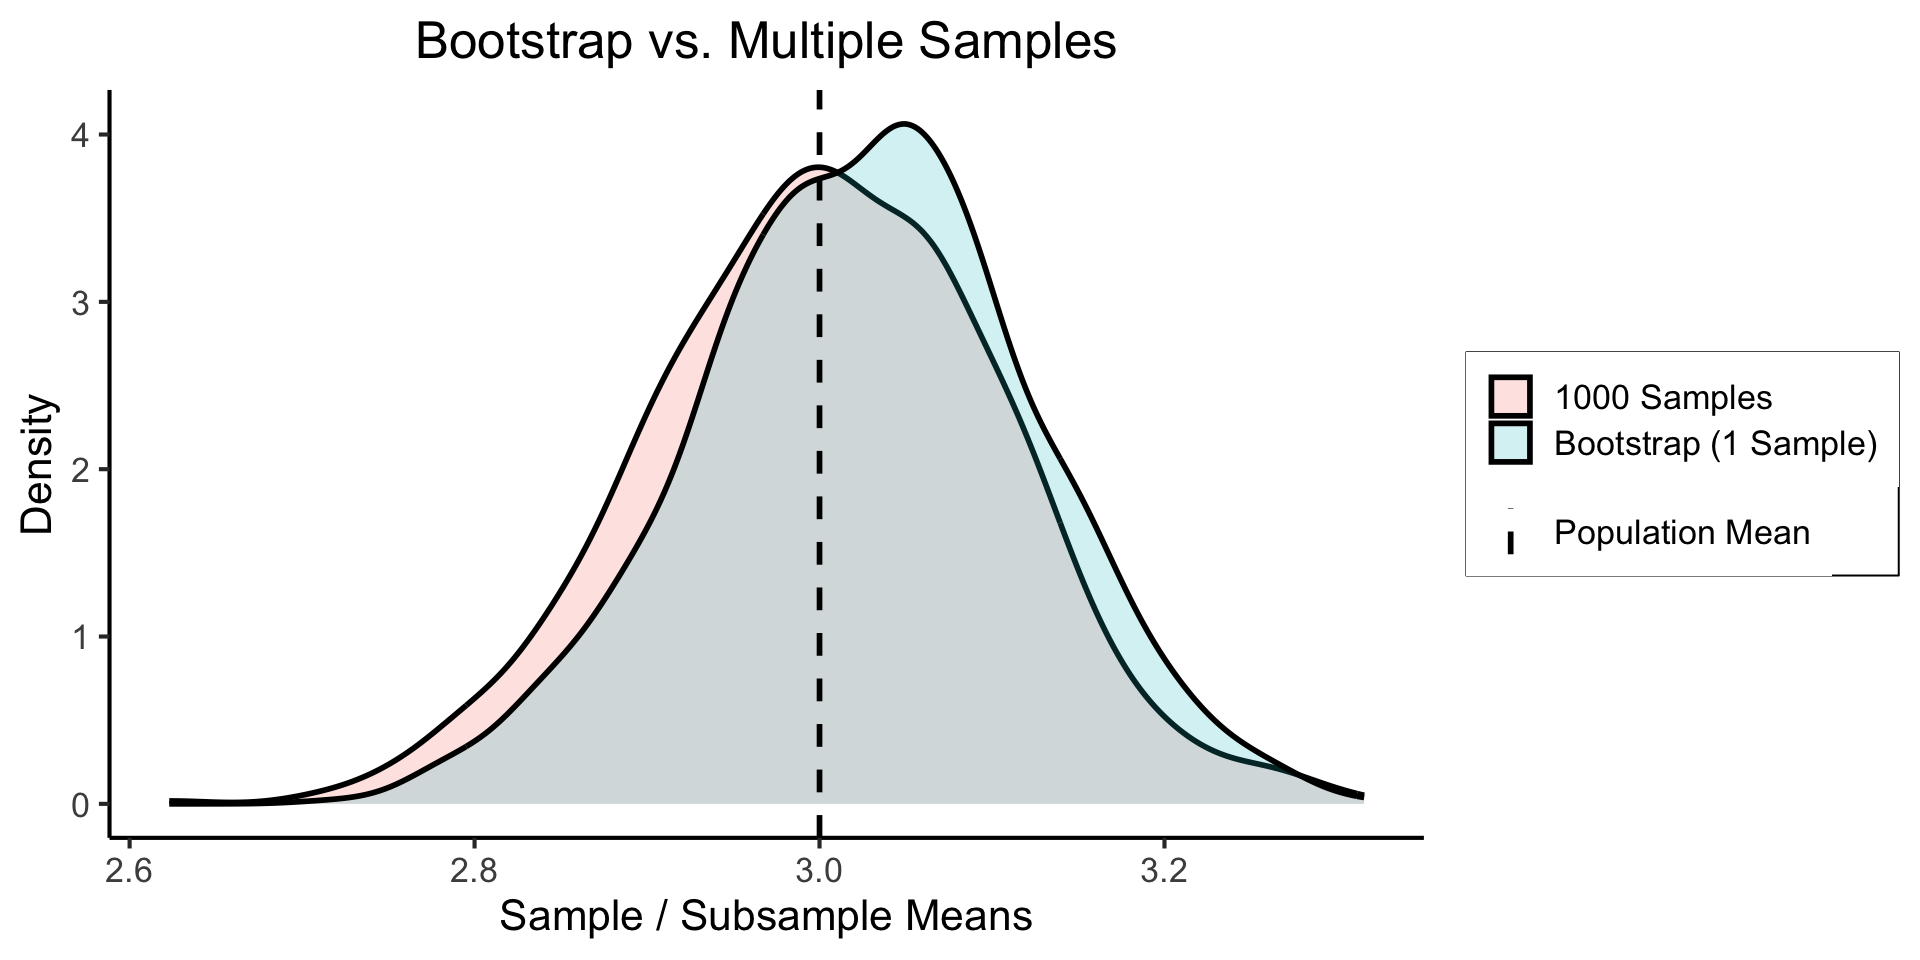 Bootstrap vs. Multiple Samples
4
3
2
1
0
Density
2.6
2.8
3.0
3.2
Sample / Subsample Means
1000 Samples
Bootstrap (1 Sample)
Population Mean